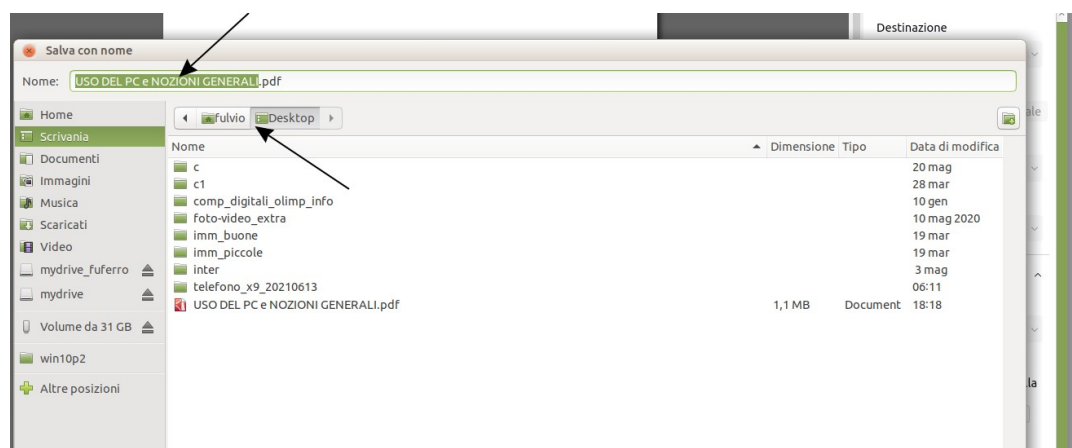 Destinazione
Salva con nome
Nome: USO DEL PC e NOZIONI GENERALI.pdf
Home
fulvio Desktop
ale
Scrivania
Nome Dimensione Tipo Data di modifica
Documenti
c 20 mag
Immagini
c1 28 mar
Musica
comp_digitali_olimp_info 10 gen
Scaricati
foto-video_extra 10 mag 2020
Video
imm_buone 19 mar
imm_piccole 19 mar
mydrive_fuferro
inter 3 mag
mydrive
telefono_x9_20210613 06:11
USO DEL PC e NOZIONI GENERALI.pdf 1,1 MB Document 18:18
Volume da 31 GB
win10p2
Altre posizioni
lla